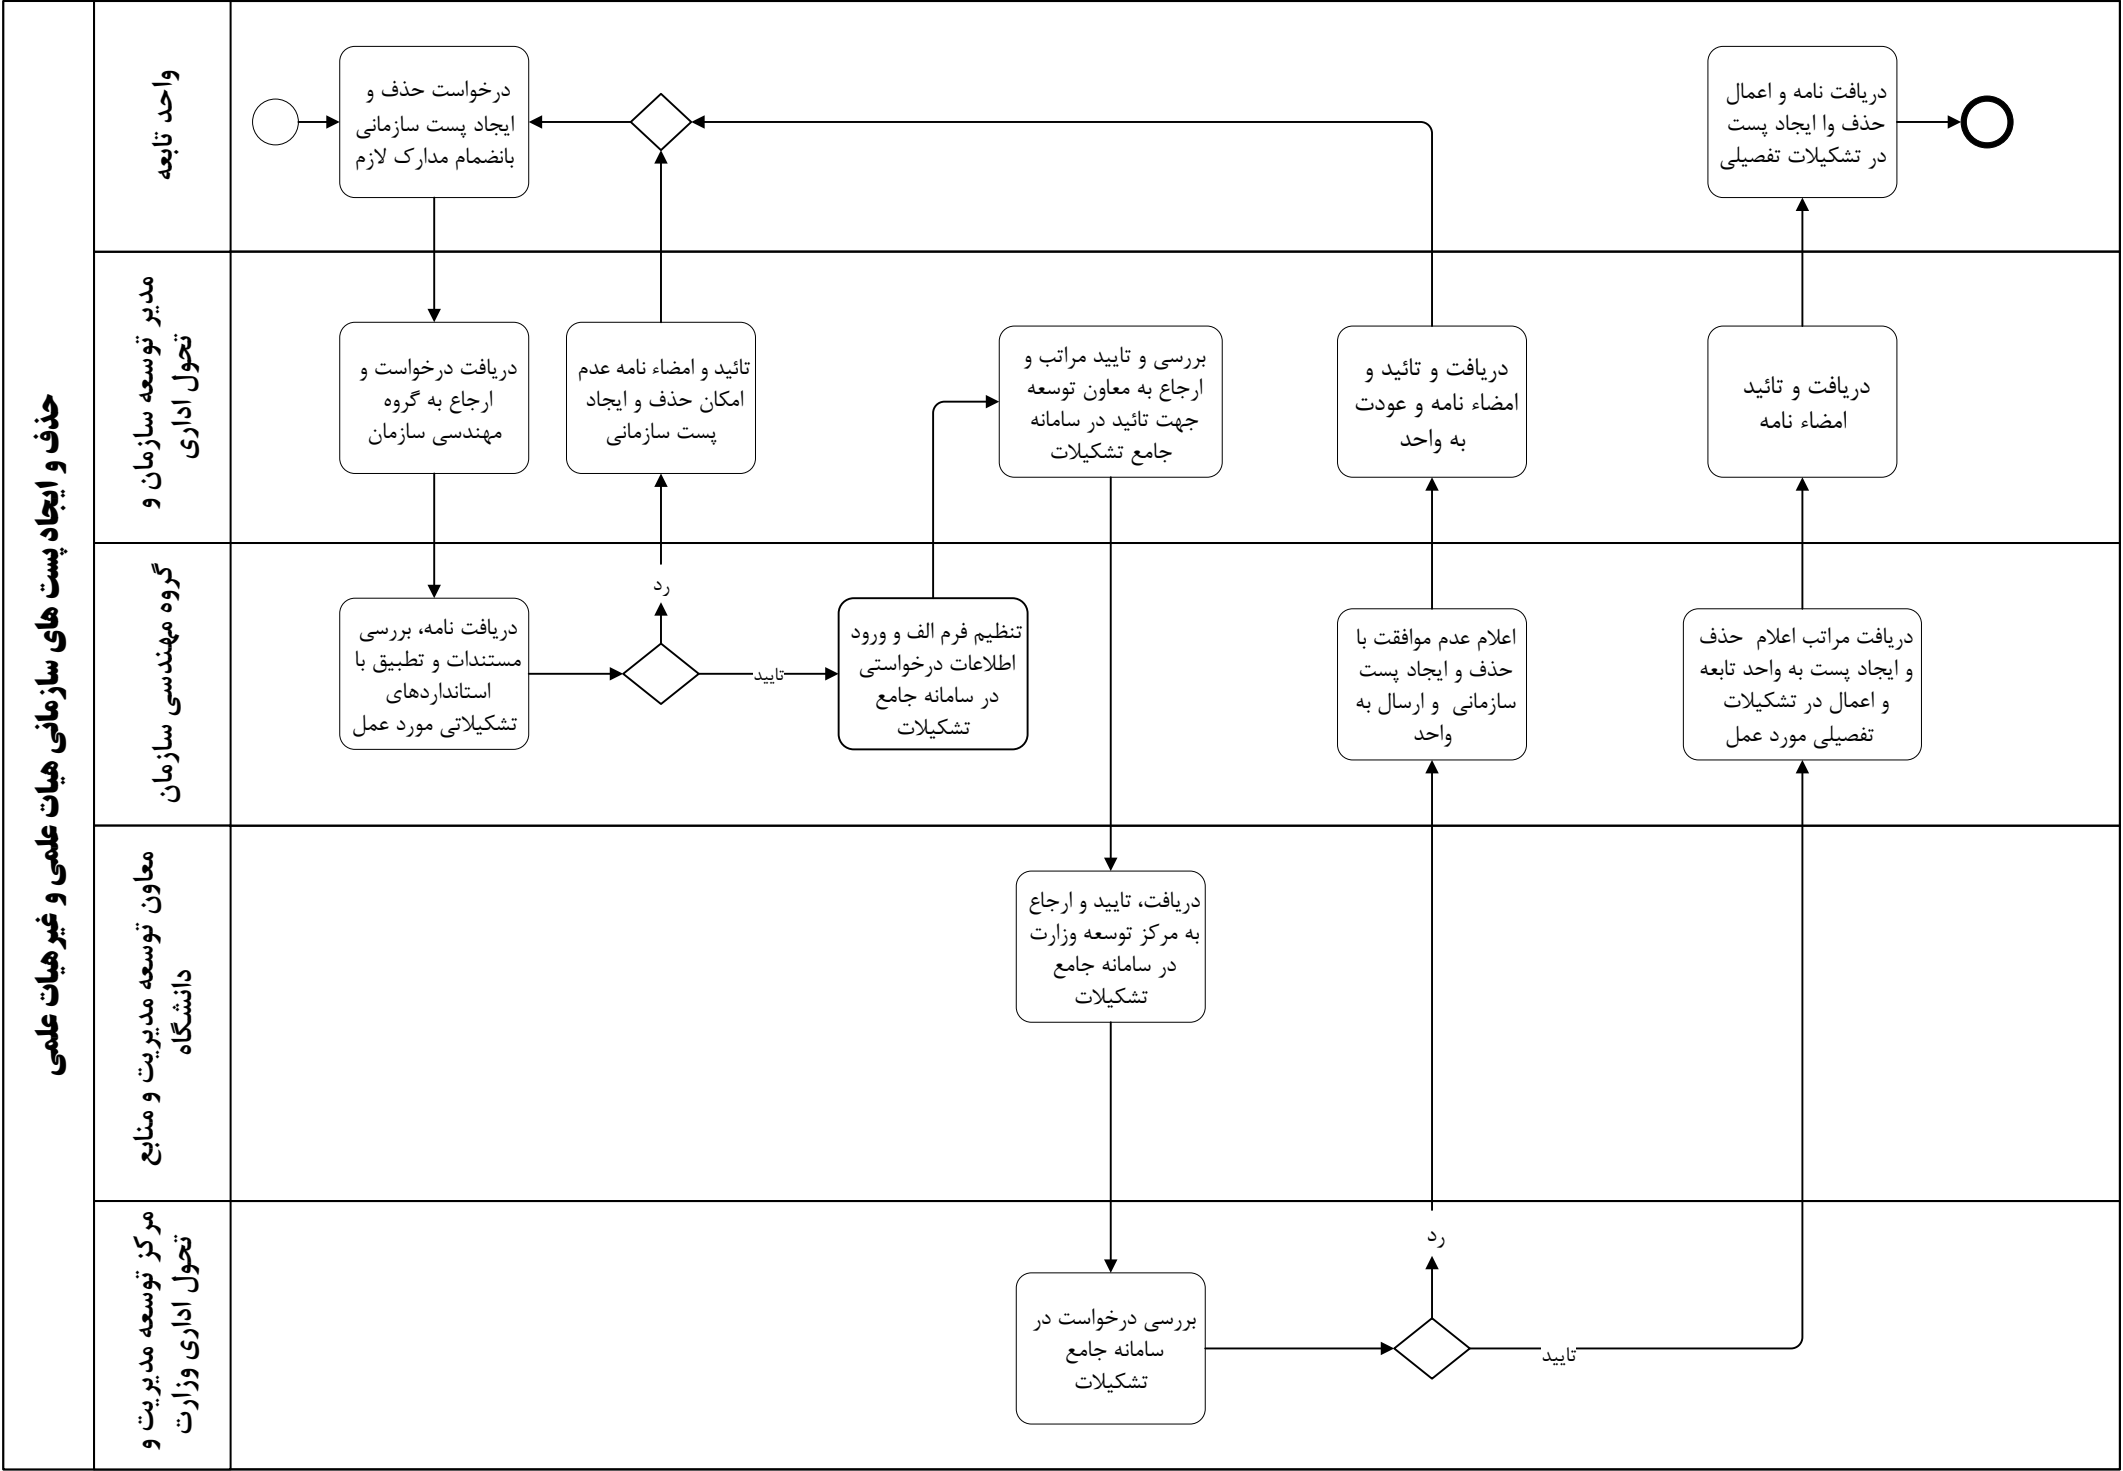 حذف و ایجاد پست های سازمانی هیات علمی و غیرهیات علمی
واحد تابعه
درخواست حذف و
ایجاد پست سازمانی
بانضمام مدارک لازم
دریافت نامه و اعمال
حذف وا ایجاد پست
در تشکیلات تفصیلی
مدیر توسعه سازمان و
تحول اداری
دریافت درخواست و
ارجاع به گروه
مهندسی سازمان
تائید و امضاء نامه عدم
امکان حذف و ایجاد
پست سازمانی
بررسی و تایید مراتب و
ارجاع به معاون توسعه
جهت تائید در سامانه
جامع تشکیلات
دریافت و تائید و
امضاء نامه و عودت
به واحد
دریافت و تائید
امضاء نامه
گروه مهندسی سازمان
دریافت نامه، بررسی
مستندات و تطبیق با
استانداردهای
تشکیلاتی مورد عمل
رد
تایید
تنظیم فرم الف و ورود
اطلاعات درخواستی
در سامانه جامع
تشکیلات
اعلام عدم موافقت با
حذف و ایجاد پست
سازمانی و ارسال به
واحد
دریافت مراتب اعلام حذف
و ایجاد پست به واحد تابعه
و اعمال در تشکیلات
تفصیلی مورد عمل
معاون توسعه مدیریت و منابع
دانشگاه
دریافت، تایید و ارجاع
به مرکز توسعه وزارت
در سامانه جامع
تشکیلات
مرکز توسعه مدیریت و
تحول اداری وزارت
بررسی درخواست در
سامانه جامع
تشکیلات
رد
تایید